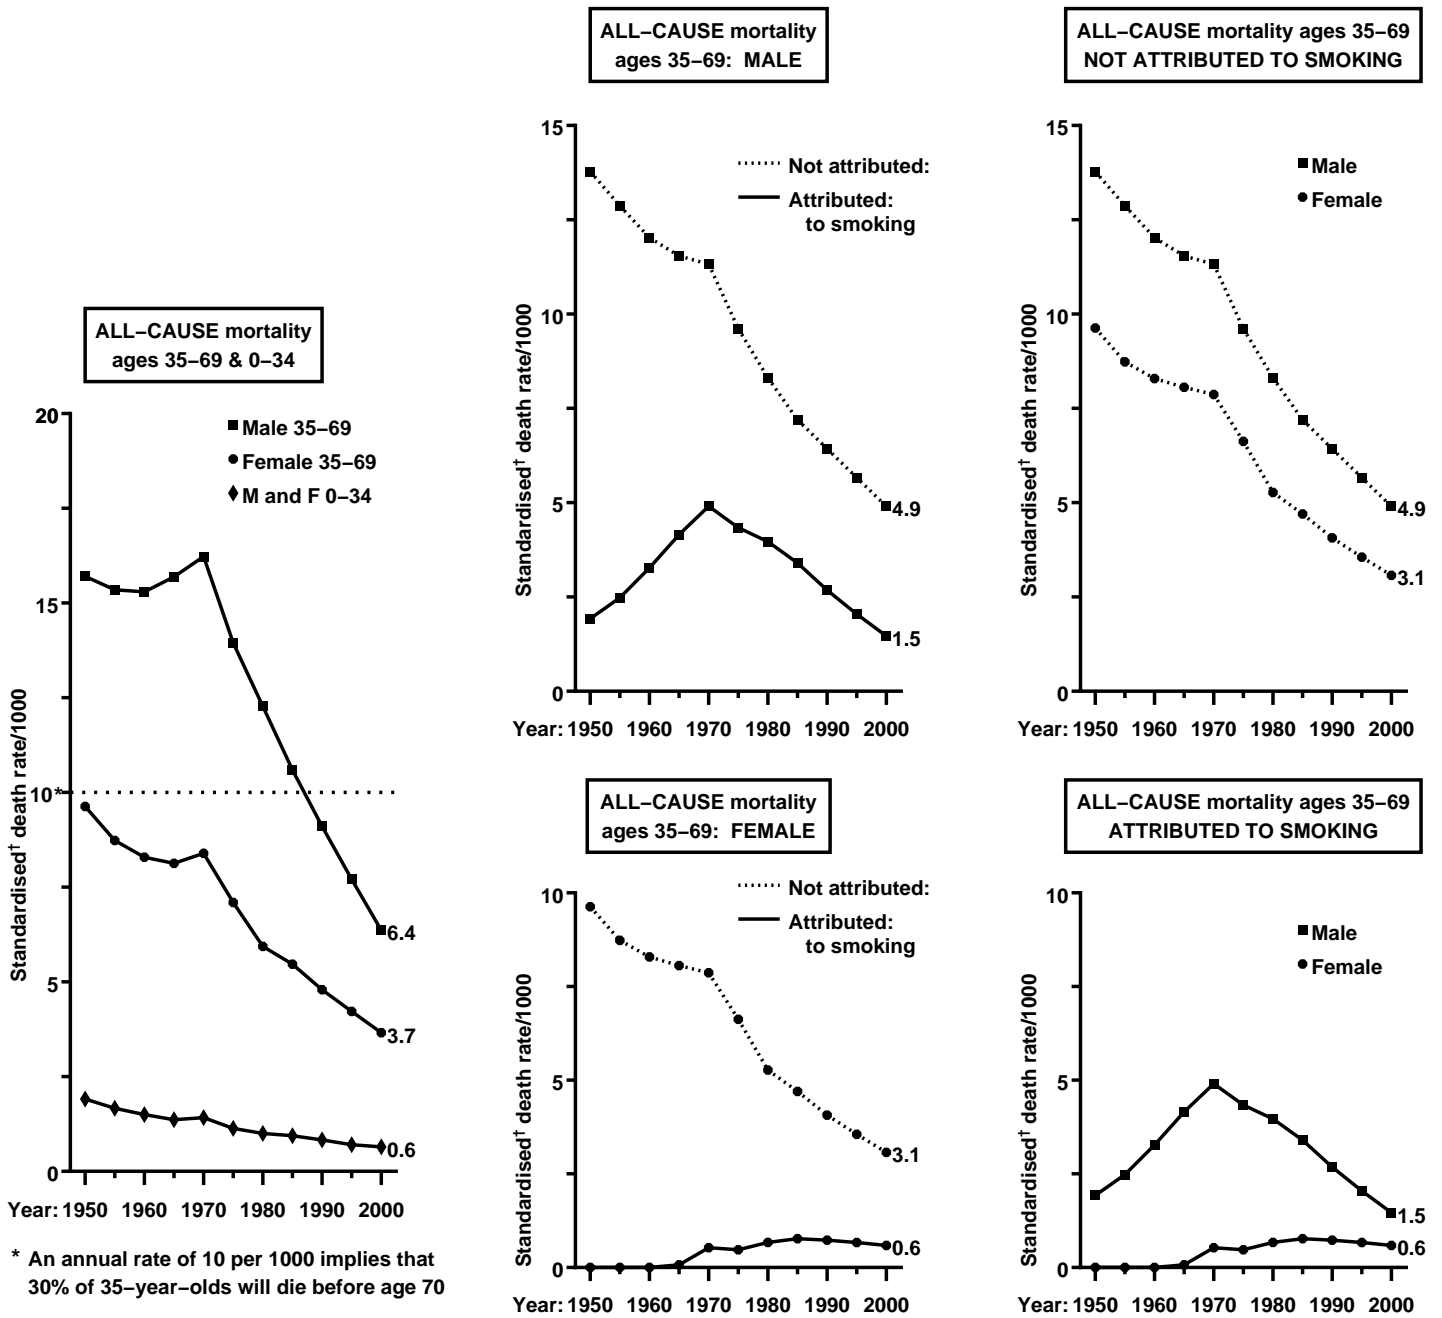 ALL−CAUSE mortality
ages 35−69 & 0−34
20
15
10*
5
0
Standardised† death rate/1000
Male 35−69
Female 35−69
M and F 0−34
6.4
3.7
0.6
Year: 1950 1960 1970 1980 1990 2000
* An annual rate of 10 per 1000 implies that
30% of 35−year−olds will die before age 70
ALL−CAUSE mortality
ages 35−69: MALE
15
10
5
0
Standardised† death rate/1000
Not attributed:
Attributed:
to smoking
4.9
1.5
Year: 1950 1960 1970 1980 1990 2000
ALL−CAUSE mortality ages 35−69
NOT ATTRIBUTED TO SMOKING
15
10
5
0
Standardised† death rate/1000
Male
Female
4.9
3.1
Year: 1950 1960 1970 1980 1990 2000
ALL−CAUSE mortality
ages 35−69: FEMALE
10
5
0
Standardised† death rate/1000
Not attributed:
Attributed:
to smoking
3.1
0.6
Year: 1950 1960 1970 1980 1990 2000
ALL−CAUSE mortality ages 35−69
ATTRIBUTED TO SMOKING
10
5
0
Standardised† death rate/1000
Male
Female
1.5
0.6
Year: 1950 1960 1970 1980 1990 2000